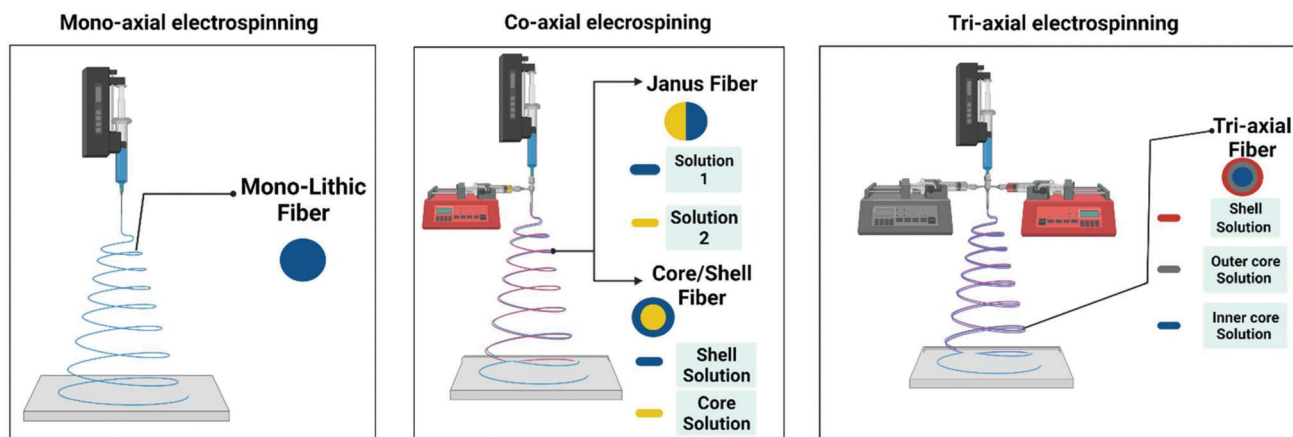 Mono-axial electrospinning
Mono-Lithic
Fiber
Co-axial elecrospining
Janus Fiber
Solution
1
Solution
2
Core/Shell
Fiber
Shell
Solution
Core
Solution
Tri-axial electrospinning
Tri-axial
Fiber
Shell
Solution
Outer core
Solution
Inner core
Solution